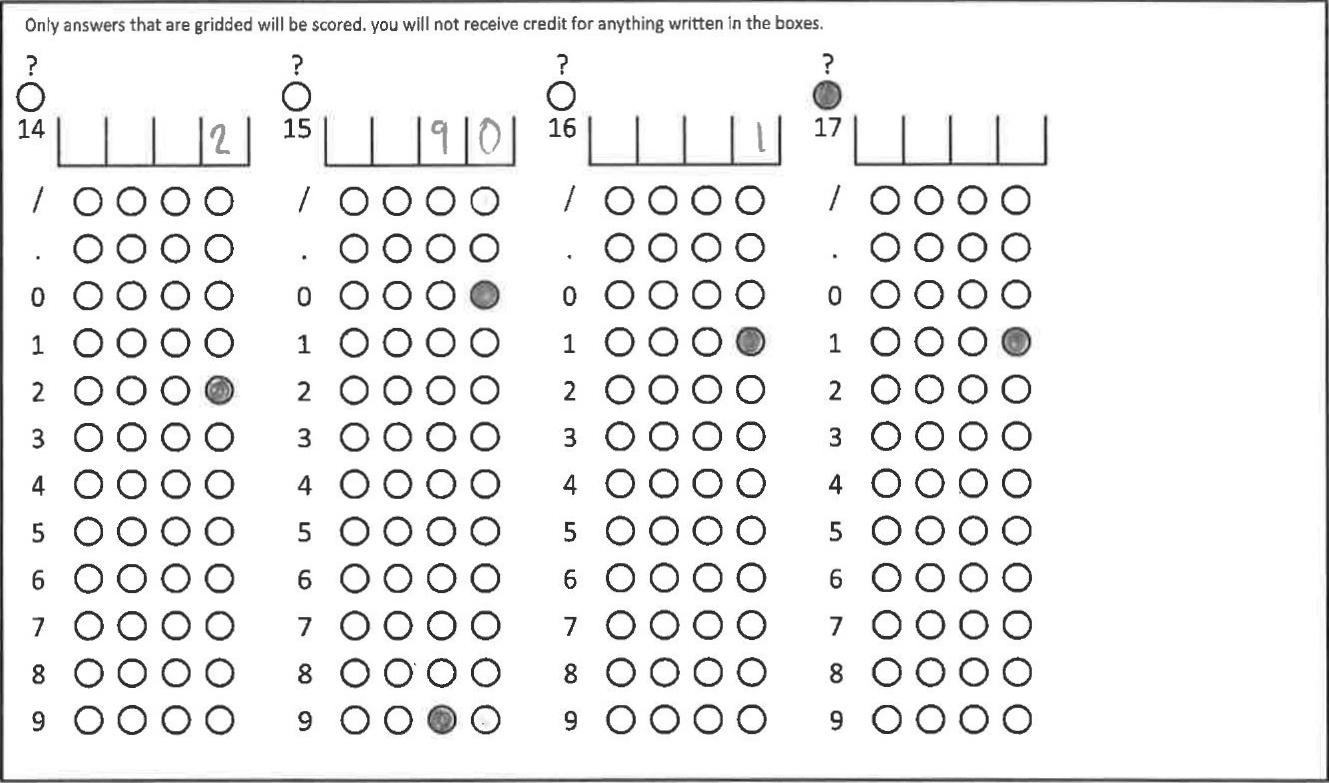 Only answers that are gridded will be scored. you will not receive credit for anything written in the boxes.
? ? ? ?
14 2 15 9 0 16 1 17
/ / / /
. . . .
0 0 0 0
1 1 1 1
2 2 2 2
3 3 3 3
4 4 4 4
5 5 5 5
6 6 6 6
7 7 7 7
8 8 8 8
9 9 9 9